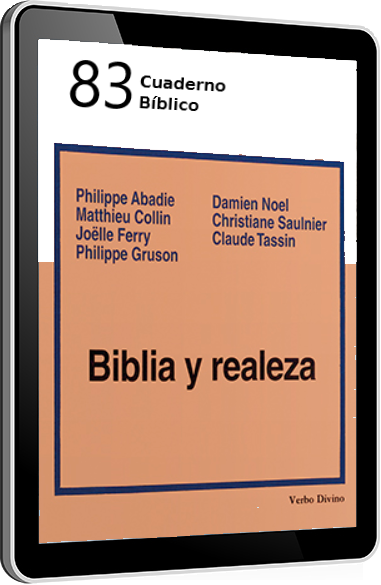 83
Cuaderno
Bíblico
Philippe Abadie
Matthieu Collin
Joëlle Ferry
Philippe Gruson
Damien Noel
Christiane Saulnier
Claude Tassin
Biblia y realeza
Verbo Divino